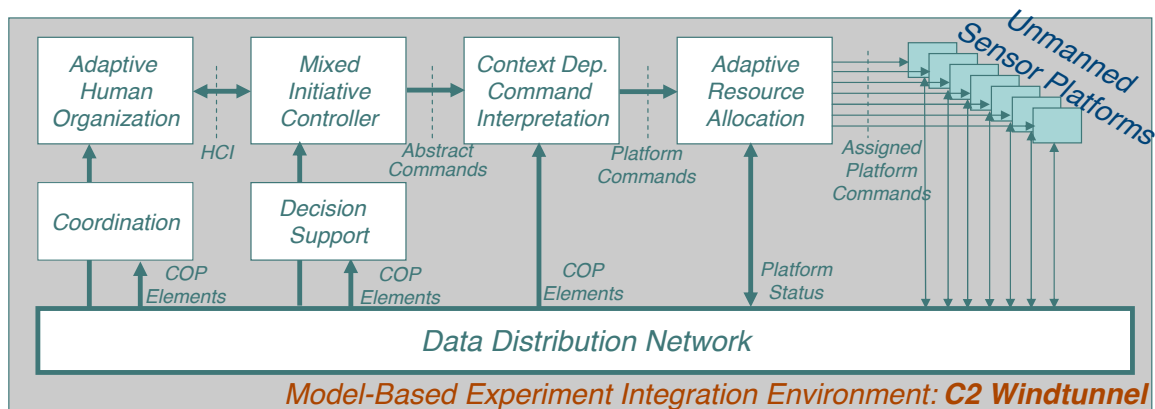 Unmanned
Sensor Platforms
Adaptive
Human
Organization
Mixed
Initiative
Controller
Context Dep.
Command
Interpretation
Adaptive
Resource
Allocation
HCI
Abstract
Commands
Platform
Commands
Assigned
Platform
Commands
Coordination
Decision
Support
COP
Elements
COP
Elements
COP
Elements
Platform
Status
Data Distribution Network
Model-Based Experiment Integration Environment: C2 Windtunnel